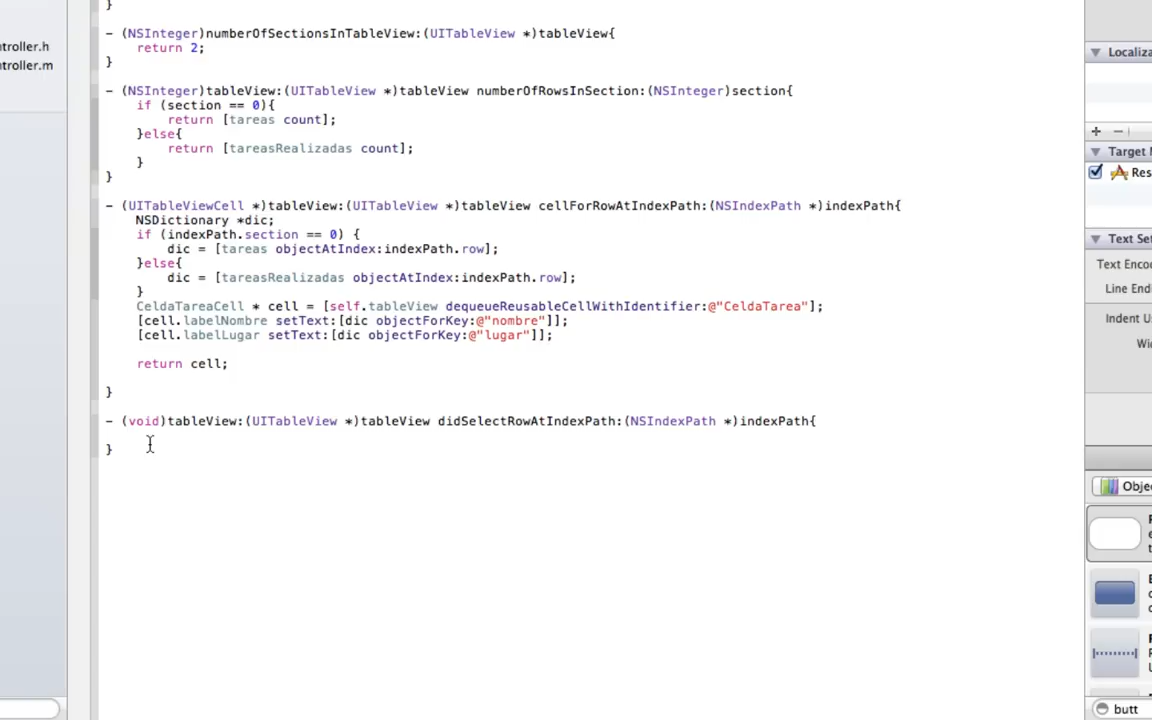 }
ntroller.h
ntroller.m
- (NSInteger)numberOfSectionsInTableView:(UITableView *)tableView{
return 2;
}
- (NSInteger)tableView:(UITableView *)tableView numberOfRowsInSection:(NSInteger)section{
if (section == 0){
return [tareas count];
}else{
return [tareasRealizadas count];
}
}
- (UITableViewCell *)tableView:(UITableView *)tableView cellForRowAtIndexPath:(NSIndexPath *)indexPath{
NSDictionary *dic;
if (indexPath.section == 0) {
dic = [tareas objectAtIndex:indexPath.row];
}else{
dic = [tareasRealizadas objectAtIndex:indexPath.row];
}
CeldaTareaCell * cell = [self.tableView dequeueReusableCellWithIdentifier:@"CeldaTarea"];
[cell.labelNombre setText:[dic objectForKey:@"nombre"]];
[cell.labelLugar setText:[dic objectForKey:@"lugar"]];
return cell;
}
- (void)tableView:(UITableView *)tableView didSelectRowAtIndexPath:(NSIndexPath *)indexPath{
}
Localiza
+ -
Target M
Res
Text Set
Text Enco
Line End
Indent Us
Wi
Obje
butt